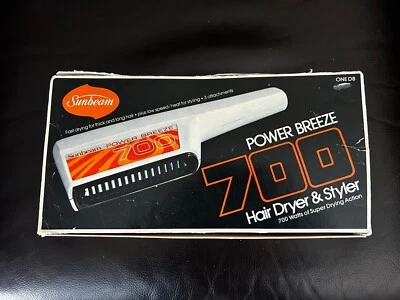 Sunbeam
ONE D8
Fast drying for thick and long hair • plus low speed/heat for styling • 3 attachments
Sunbeam POWER BREEZE
700
POWER BREEZE
700
Hair Dryer & Styler
700 Watts of Super Drying Action